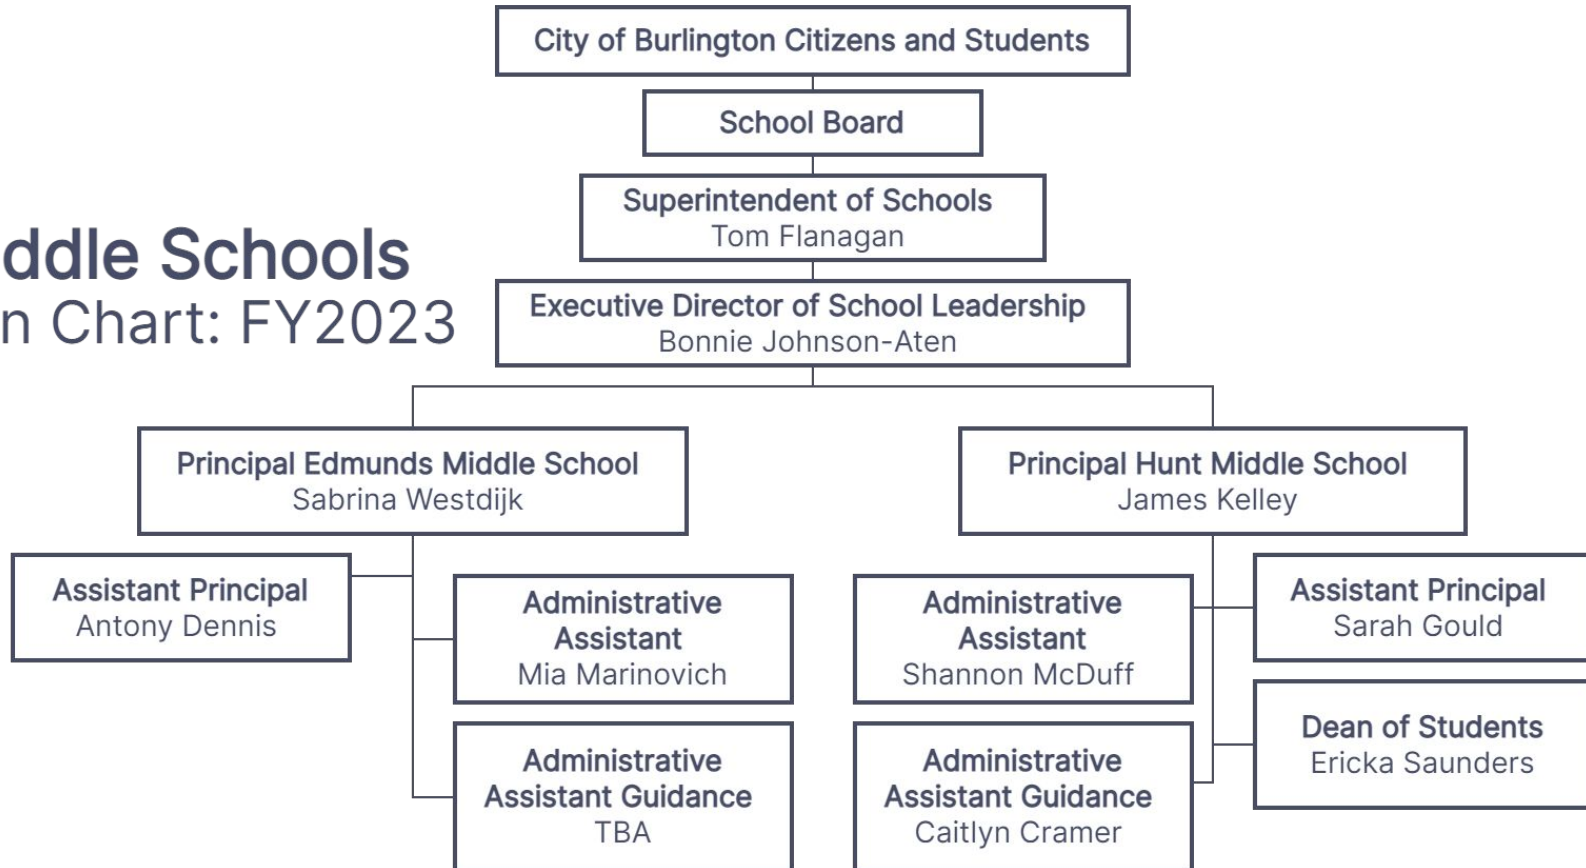 City of Burlington Citizens and Students
School Board
Superintendent of Schools
Tom Flanagan
ddle Schools
n Chart: FY2023
Executive Director of School Leadership
Bonnie Johnson-Aten
Principal Edmunds Middle School
Sabrina Westdijk
Principal Hunt Middle School
James Kelley
Assistant Principal
Antony Dennis
Administrative
Assistant
Mia Marinovich
Administrative
Assistant
Shannon McDuff
Assistant Principal
Sarah Gould
Administrative
Assistant Guidance
TBA
Administrative
Assistant Guidance
Caitlyn Cramer
Dean of Students
Ericka Saunders